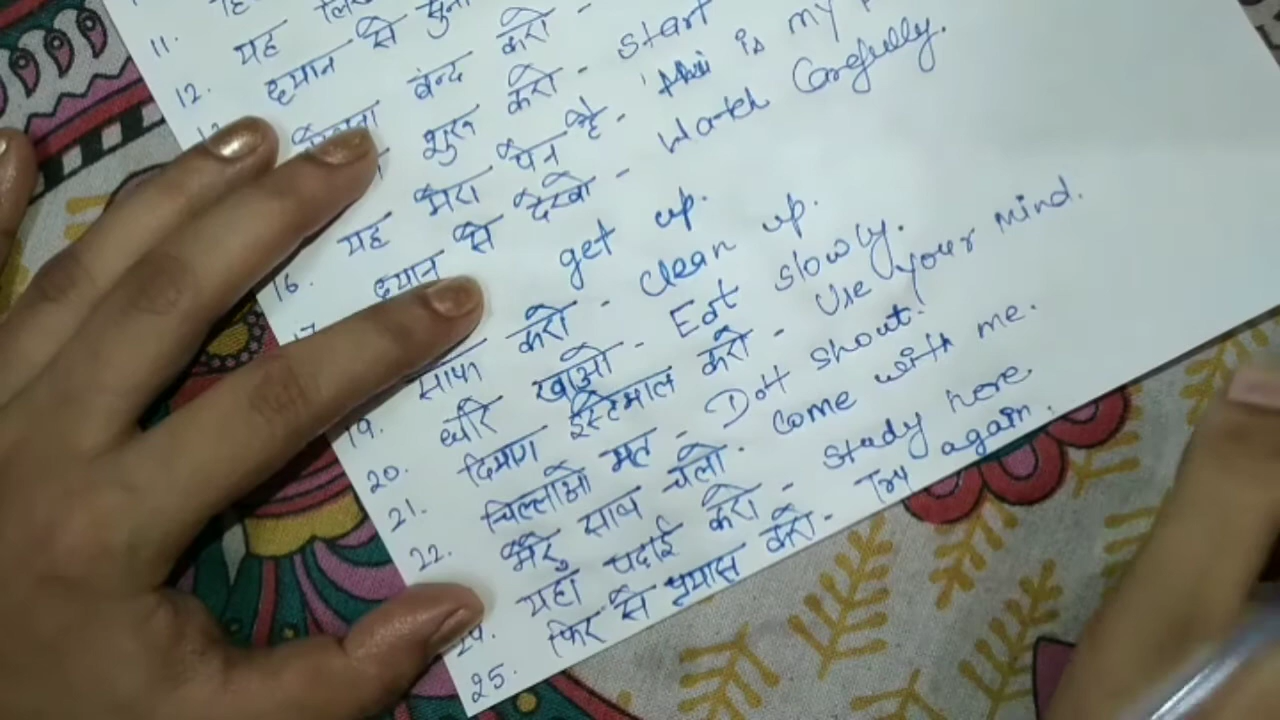 11. यह
12. ध्यान से
बन्द करो -
शुरु करो - start
16. यह मेरा पेन है - this is my
ध्यान से देखो - watch Carefully.
get up.
19. साफ करो - clean up.
20. धीरे खाओ - Eat slowly.
21. दिमाग इस्टेमाल करो - Use your mind.
22. चिल्लाओ मत - Don't shout!
मेरे साथ चलो - Come with me.
24. यहां पढाई करो - Study here
25. फिर से प्रयास करो - Try again.